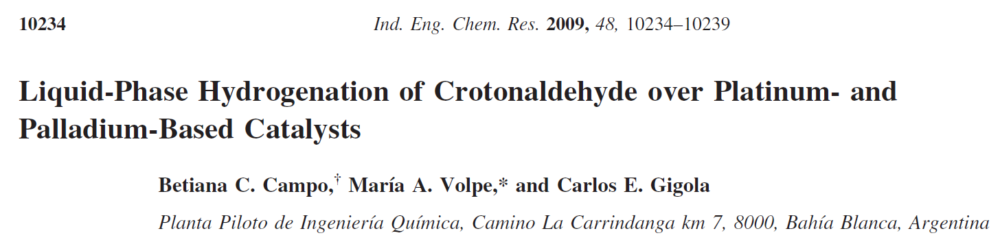 10234
Ind. Eng. Chem. Res. 2009, 48, 10234–10239
Liquid-Phase Hydrogenation of Crotonaldehyde over Platinum- and
Palladium-Based Catalysts
Betiana C. Campo,† María A. Volpe,* and Carlos E. Gigola
Planta Piloto de Ingeniería Química, Camino La Carrindanga km 7, 8000, Bahía Blanca, Argentina